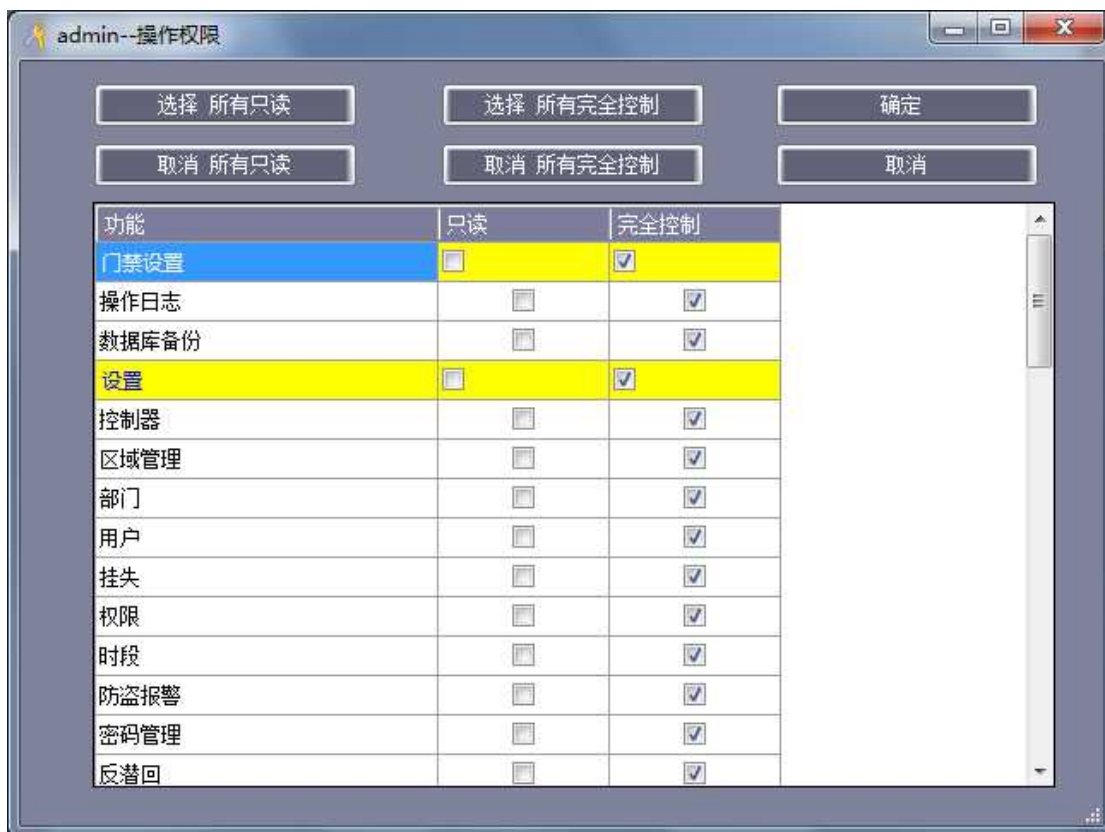 admin--操作权限
选择 所有只读 选择 所有完全控制 确定
取消 所有只读 取消 所有完全控制 取消
功能 只读 完全控制
门禁设置
操作日志
数据库备份
设置
控制器
区域管理
部门
用户
挂失
权限
时段
防盗报警
密码管理
反潜回